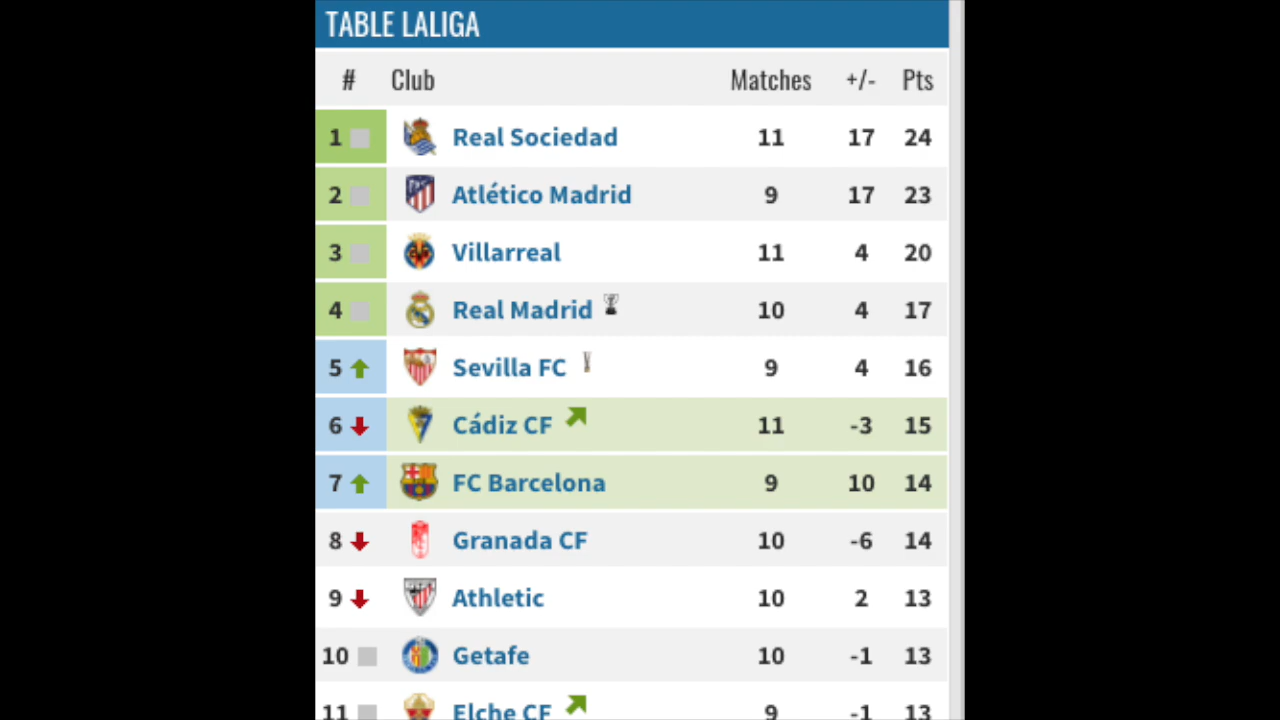 TABLE LALIGA
# Club Matches +/- Pts
1 Real Sociedad 11 17 24
2 Atlético Madrid 9 17 23
3 Villarreal 11 4 20
4 Real Madrid 10 4 17
5 Sevilla FC 9 4 16
6 Cádiz CF 11 -3 15
7 FC Barcelona 9 10 14
8 Granada CF 10 -6 14
9 Athletic 10 2 13
10 Getafe 10 -1 13
11 Elche CF 9 -1 13